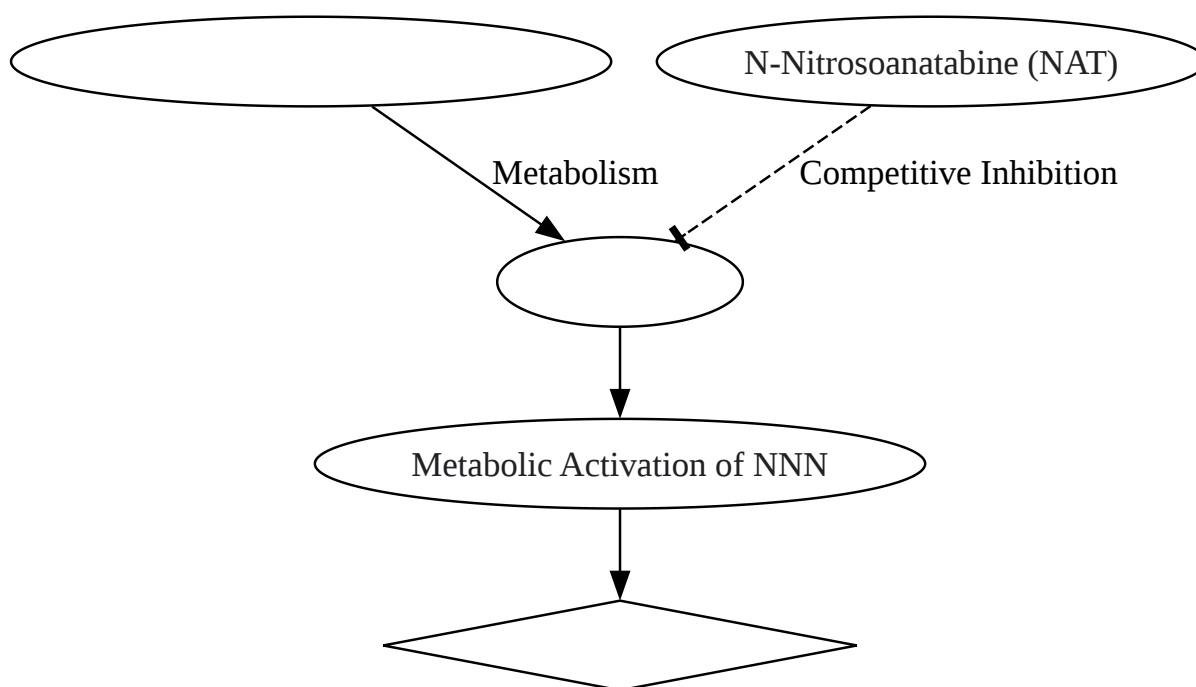 N-Nitrosoanatabine (NAT)
Metabolism
Competitive Inhibition
Metabolic Activation of NNN